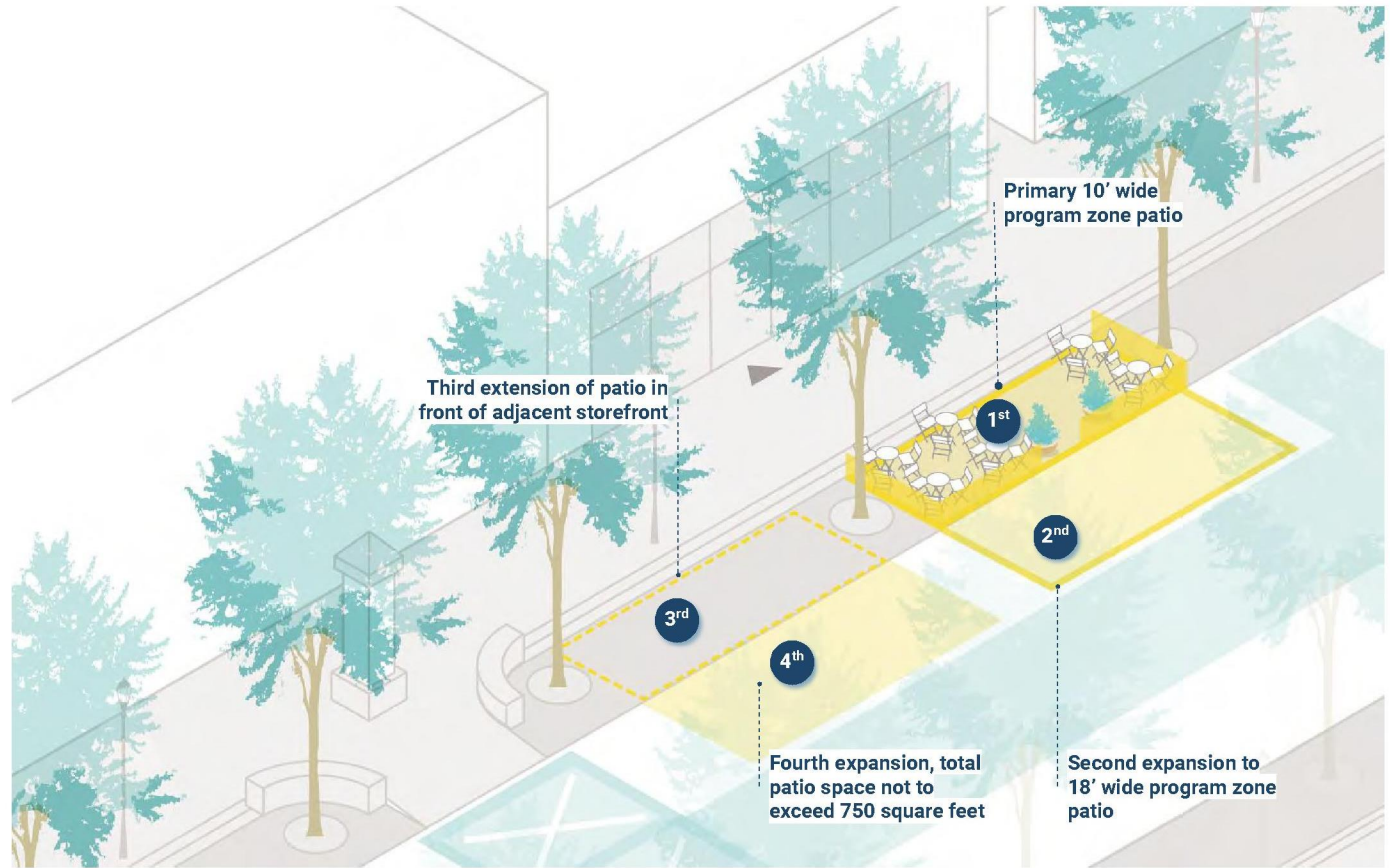 Primary 10’ wide
program zone patio
Third extension of patio in
front of adjacent storefront
1st
2nd
3rd
4th
Fourth expansion, total
patio space not to
exceed 750 square feet
Second expansion to
18’ wide program zone
patio